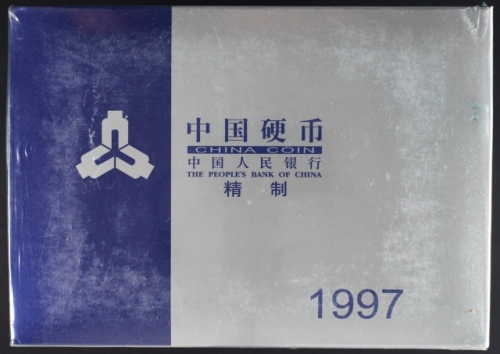 中国硬币
CHINA COIN
中国人民银行
THE PEOPLE'S BANK OF CHINA
精 制
1997